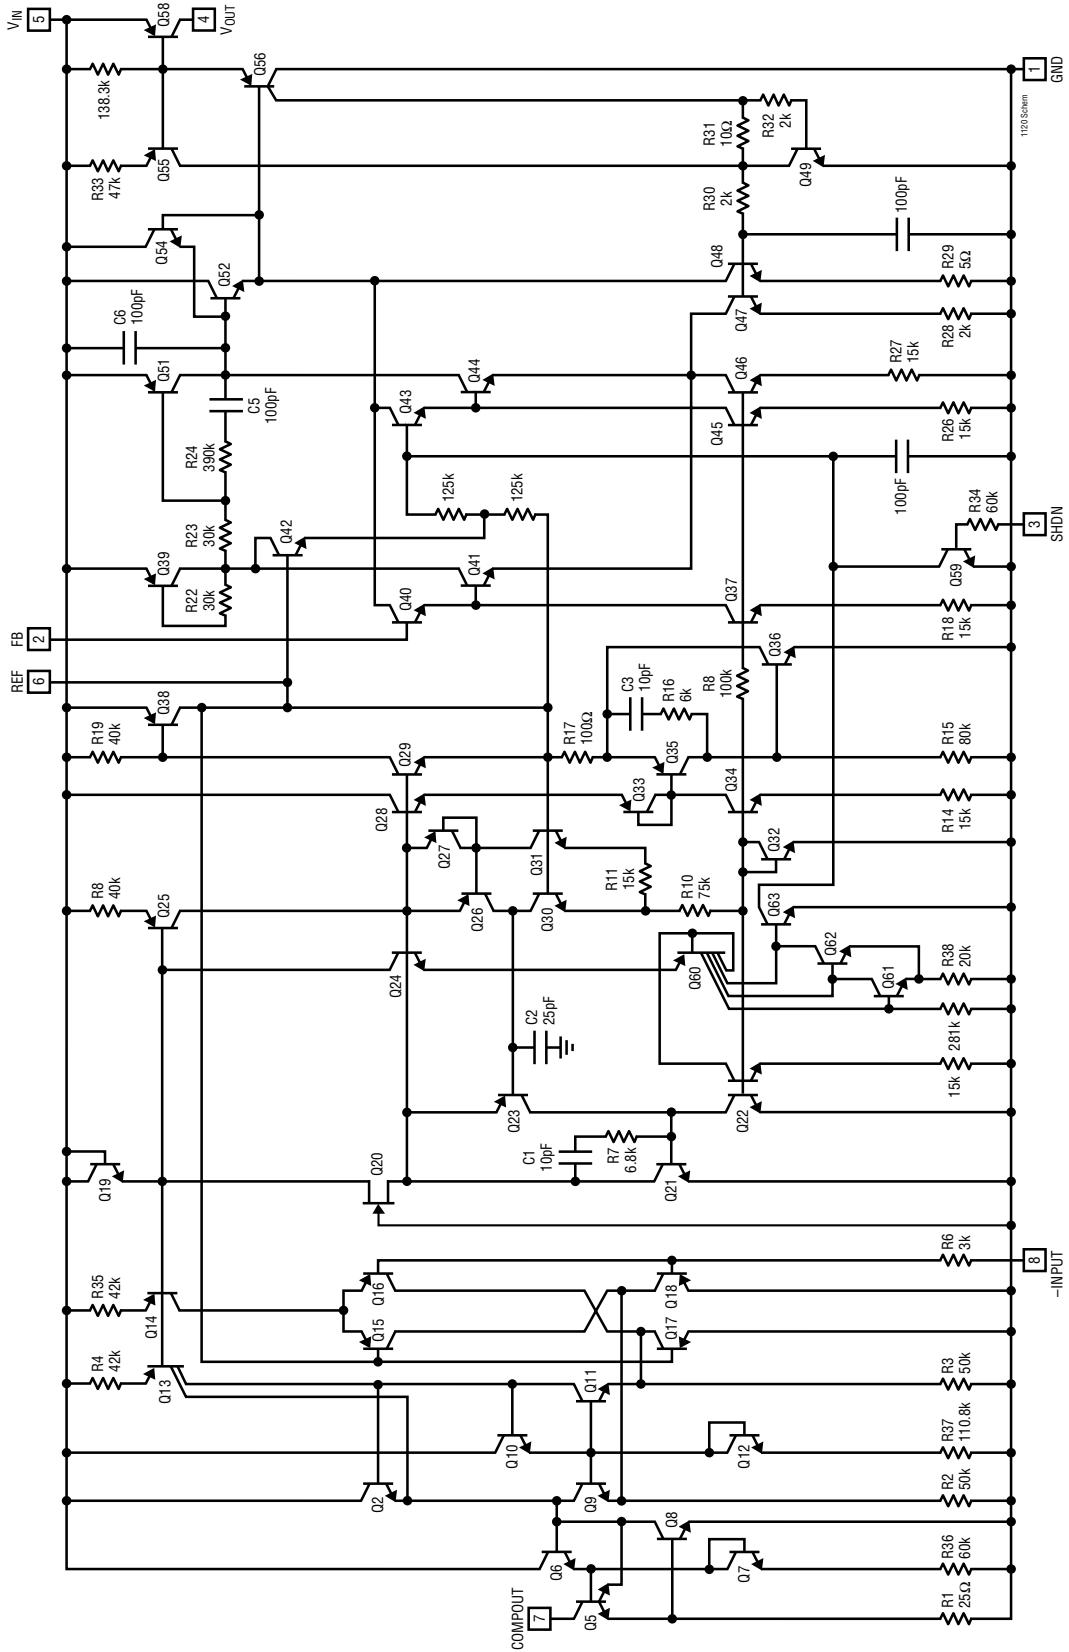 VIN
5
Q58
4
VOUT
138.3k
Q56
1
GND
1120 Schem
R33
47k
Q55
R31
10Ω
R32
2k
Q49
R30
2k
Q54
Q52
Q48
Q47
100pF
R29
5Ω
R28
2k
C6
100pF
Q51
C5
100pF
R24
390k
R23
30k
Q43
Q44
Q45
Q46
R27
15k
R26
15k
100pF
125k
125k
R34
60k
3
SHDN
Q59
Q39
R22
30k
Q42
Q41
Q40
Q37
R18
15k
FB
2
REF
6
R8
100k
Q36
Q38
R19
40k
Q29
Q28
R17
100Ω
C3
10pF
R16
6k
Q35
Q33
Q34
R15
80k
R14
15k
Q27
Q26
Q31
Q30
R11
15k
R10
75k
Q32
R8
40k
Q25
Q24
Q63
Q62
Q61
Q60
R38
20k
281k
15k
C2
25pF
Q23
Q22
C1
10pF
R7
6.8k
Q21
Q20
Q19
R6
3k
8
–INPUT
R35
42k
Q14
Q16
Q15
Q18
Q17
R4
42k
Q13
Q11
R3
50k
Q10
Q12
R37
110.8k
Q2
Q9
R2
50k
Q8
Q6
Q7
R36
60k
COMPOUT
7
Q5
R1
25Ω